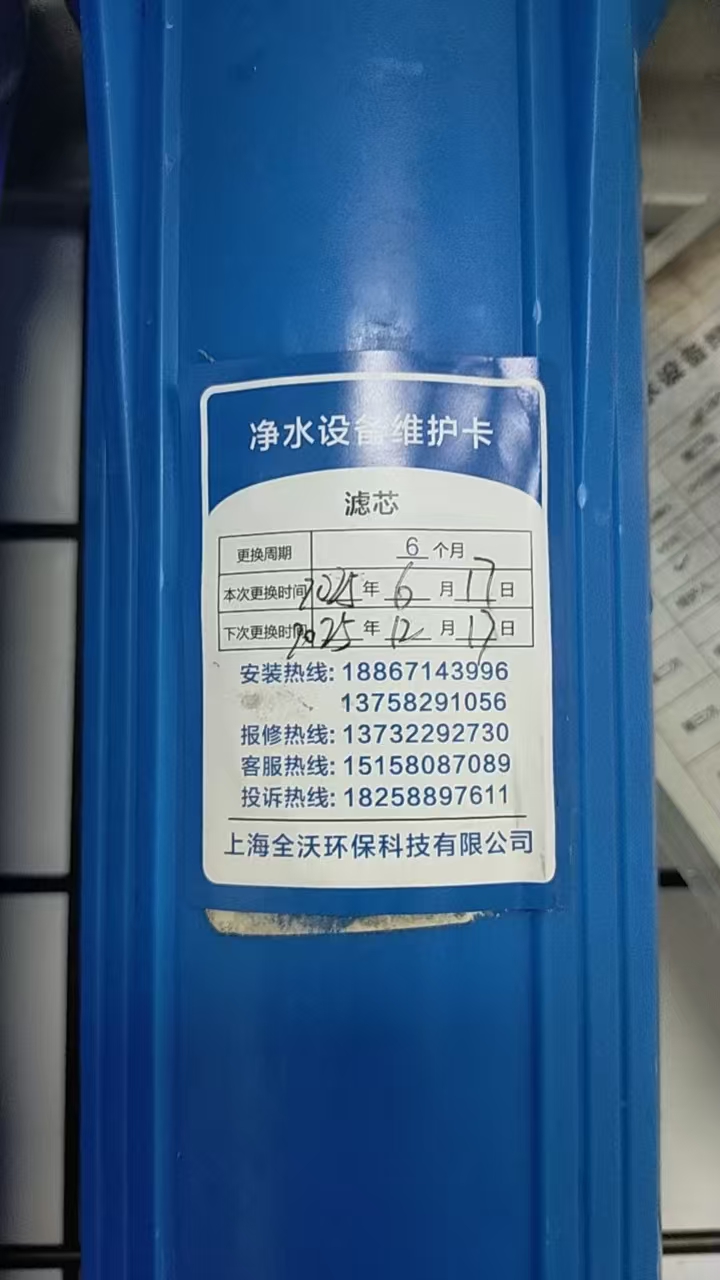 净水设备维护卡
滤芯
更换周期 6 个月
本次更换时间 2025 年 6 月 17 日
下次更换时间 2025 年 12 月 17 日
安装热线: 18867143996
13758291056
报修热线: 13732292730
客服热线: 15158087089
投诉热线: 18258897611
上海全沃环保科技有限公司
水设备